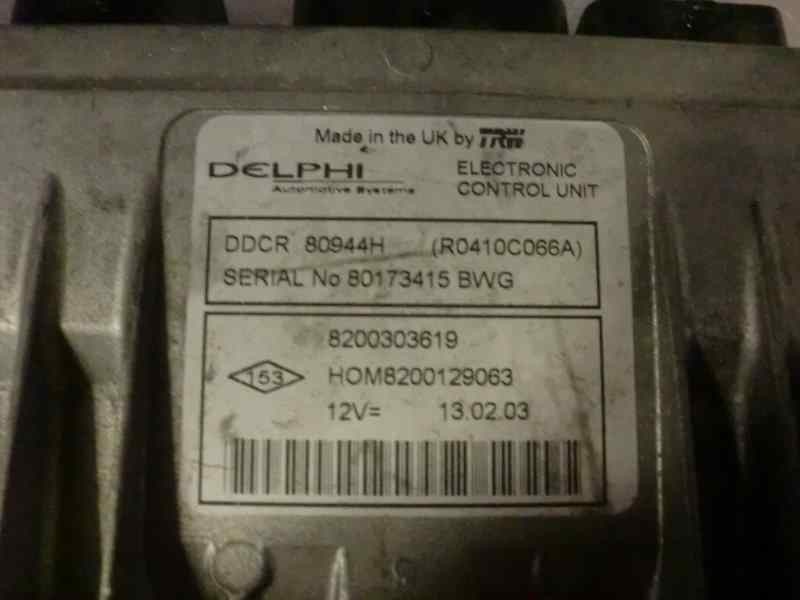 Made in the UK by TRW
DELPHI
Automotive Systems
ELECTRONIC
CONTROL UNIT
DDCR 80944H (R0410C066A)
SERIAL No 80173415 BWG
8200303619
153
HOM8200129063
12V= 13.02.03